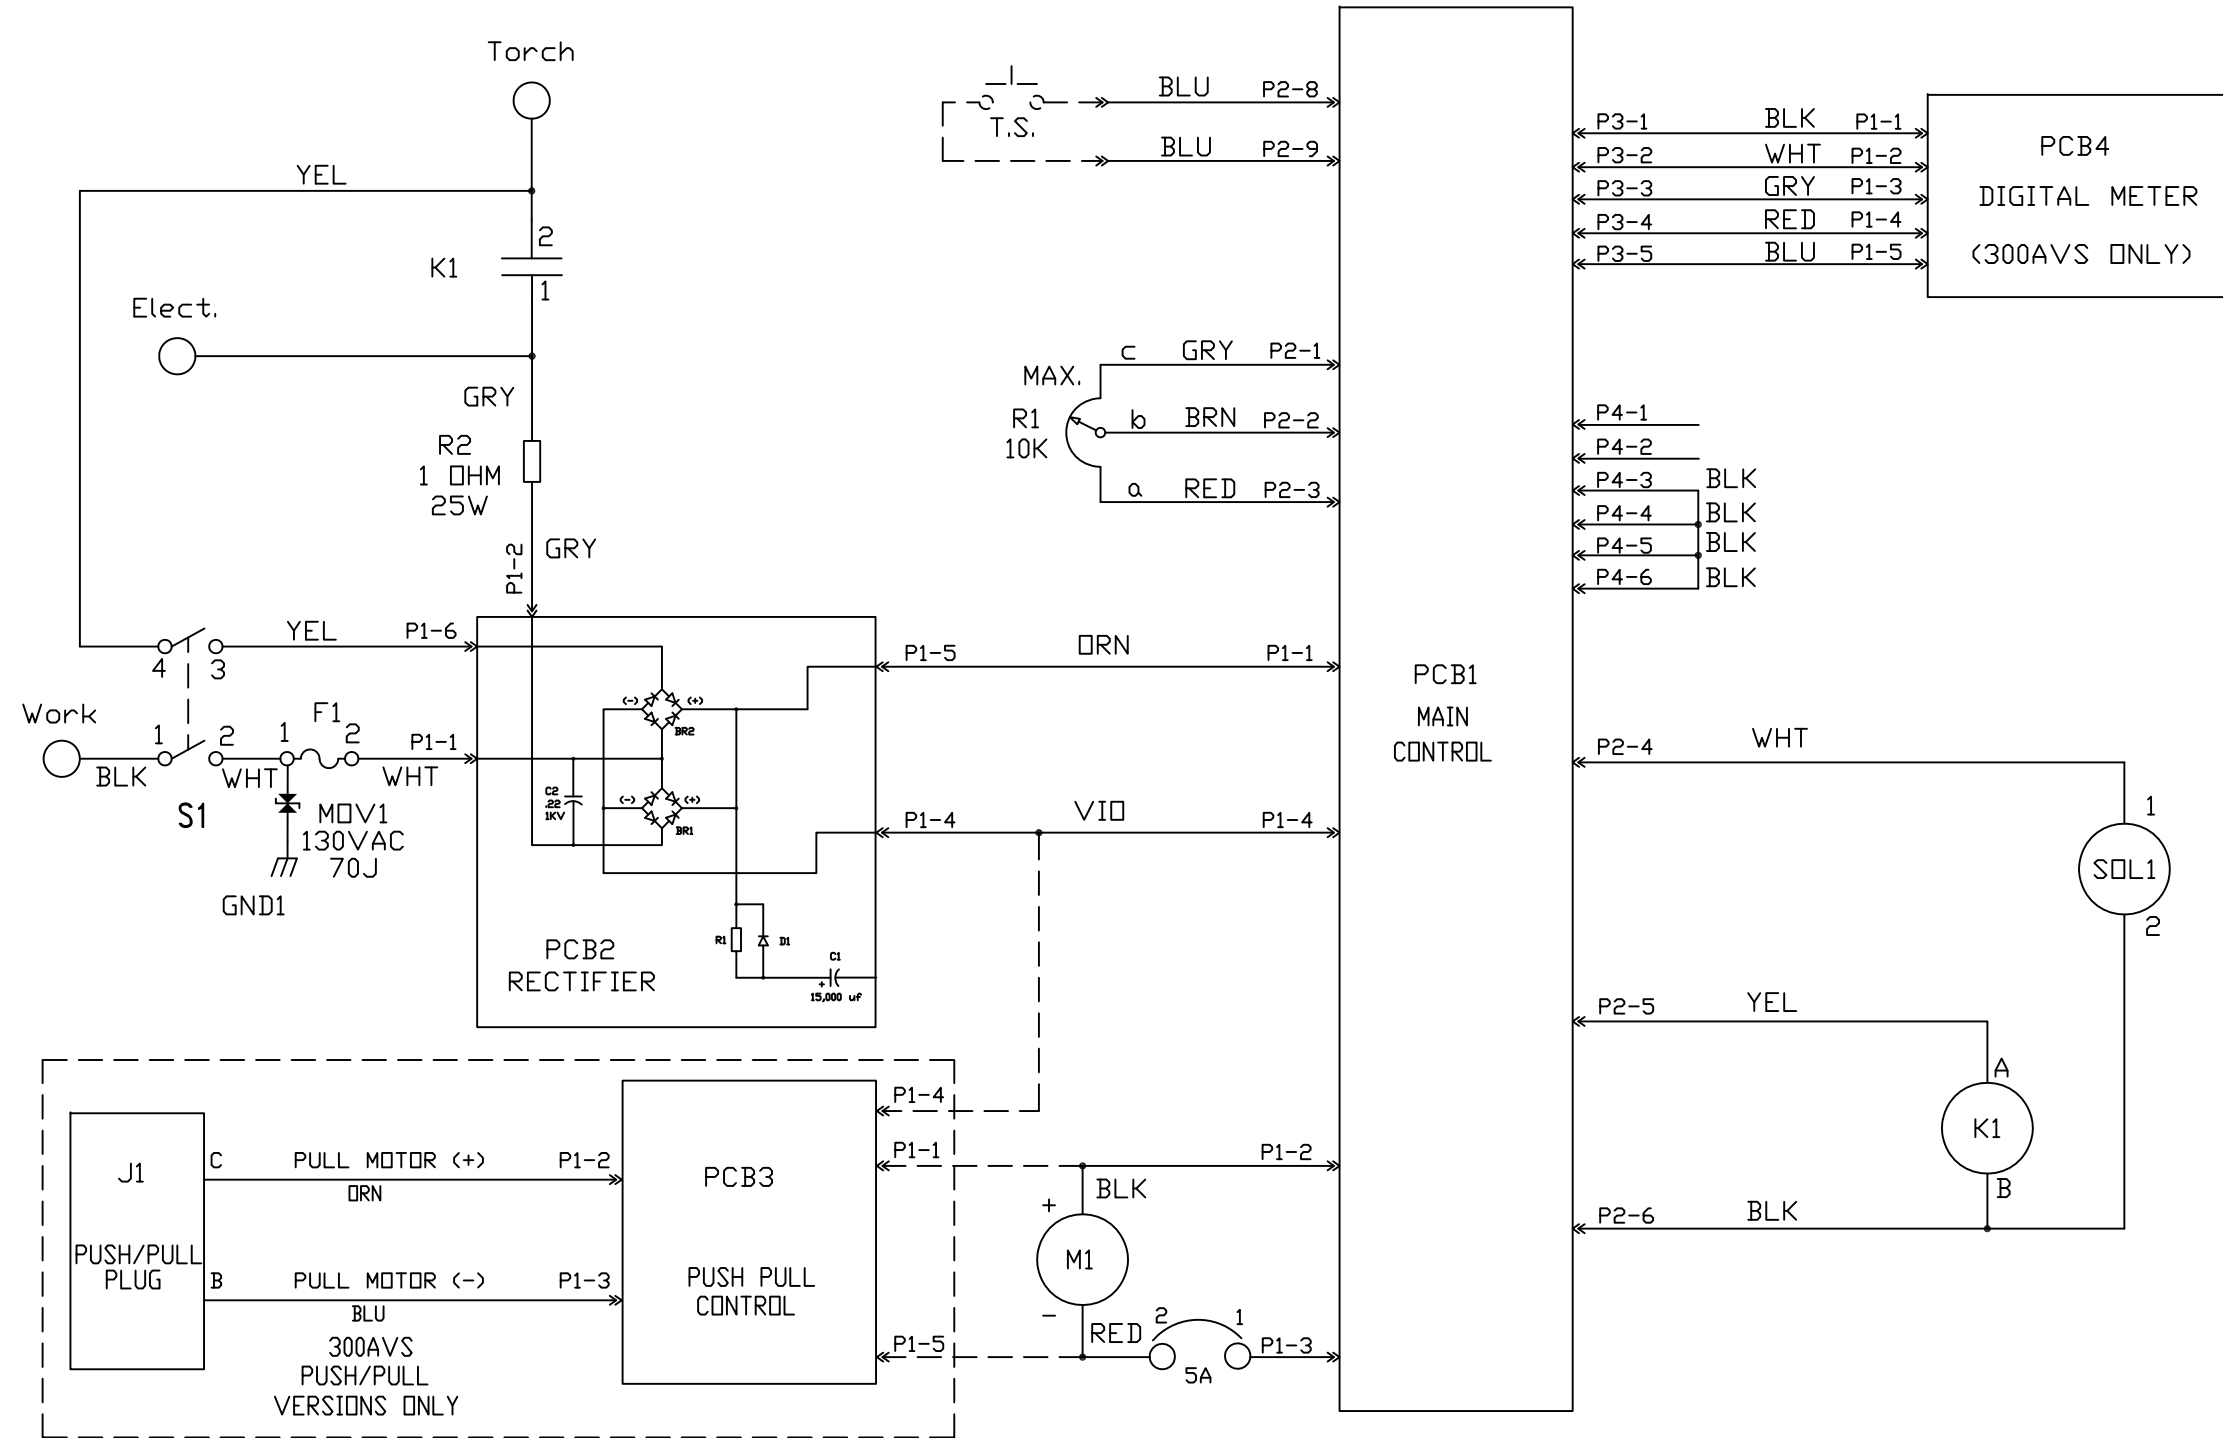 Torch
YEL
2
K1
1
Elect.
GRY
R2
1 OHM
25W
P1-2
GRY
YEL
P1-6
4
3
Work
BLK
1
2
S1
WHT
1
F1
2
WHT
P1-1
MOV1
130VAC
70J
GND1
(-)
(+)
BR2
C2
.22
1KV
(-)
(+)
BR1
R1
D1
C1
+
15,000 uf
PCB2
RECTIFIER
T.S.
BLU
P2-8
BLU
P2-9
MAX.
R1
10K
c
GRY
P2-1
b
BRN
P2-2
a
RED
P2-3
P1-5
ORN
P1-1
P1-4
VIO
P1-4
PCB1
MAIN
CONTROL
P3-1
BLK
P1-1
P3-2
WHT
P1-2
P3-3
GRY
P1-3
P3-4
RED
P1-4
P3-5
BLU
P1-5
PCB4
DIGITAL METER
(300AVS ONLY)
P4-1
P4-2
P4-3
BLK
P4-4
BLK
P4-5
BLK
P4-6
BLK
P2-4
WHT
1
SOL1
2
P2-5
YEL
A
K1
B
P2-6
BLK
J1
PUSH/PULL
PLUG
C
PULL MOTOR (+)
P1-2
ORN
B
PULL MOTOR (-)
P1-3
BLU
300AVS
PUSH/PULL
VERSIONS ONLY
PCB3
PUSH PULL
CONTROL
P1-4
P1-1
P1-2
BLK
+
M1
-
RED
2
1
5A
P1-5
P1-3